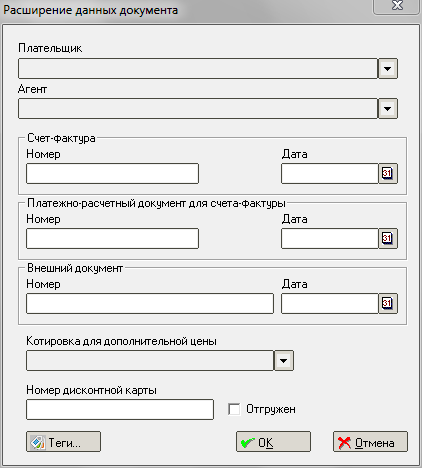 Расширение данных документа
Плательщик
Агент
Счет-фактура
Номер Дата
31
Платежно-расчетный документ для счета-фактуры
Номер Дата
31
Внешний документ
Номер Дата
31
Котировка для дополнительной цены
Номер дисконтной карты
Отгружен
Теги... OK Отмена